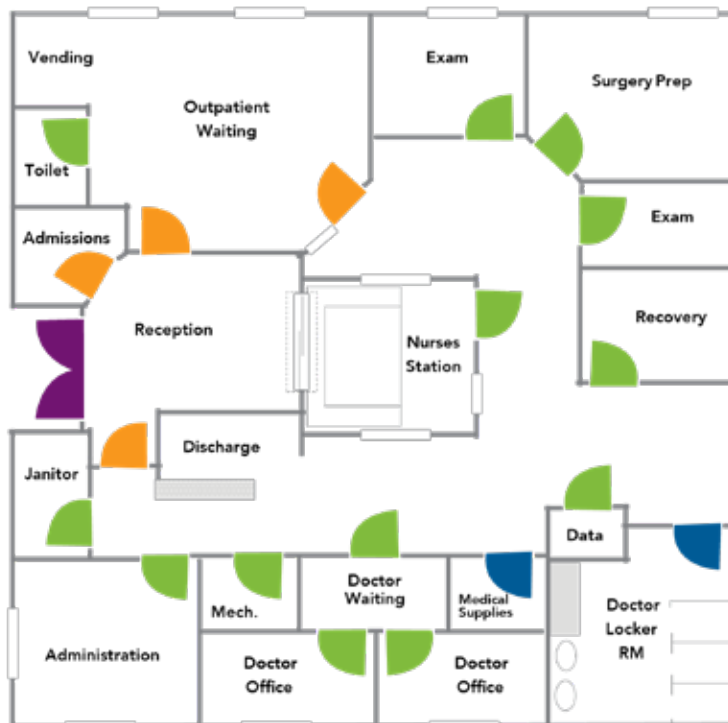 Vending
Outpatient
Waiting
Exam
Surgery Prep
Toilet
Admissions
Exam
Reception
Recovery
Nurses
Station
Discharge
Janitor
Data
Doctor
Waiting
Mech.
Medical
Supplies
Doctor
Locker
RM
Administration
Doctor
Office
Doctor
Office